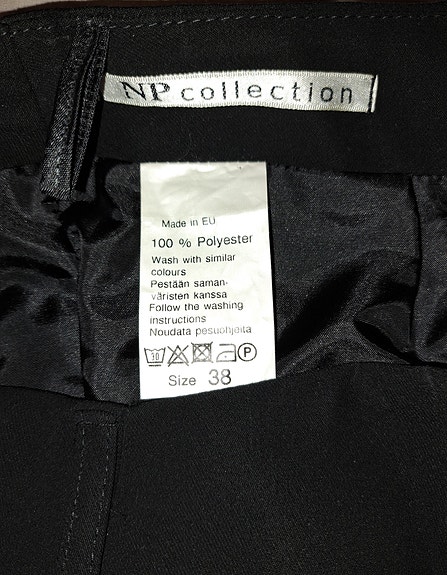 NP collection
Made in EU
100 % Polyester
Wash with similar
colours
Pestään saman-
väristen kanssa
Follow the washing
instructions
Noudata pesuohjeita
P
Size 38